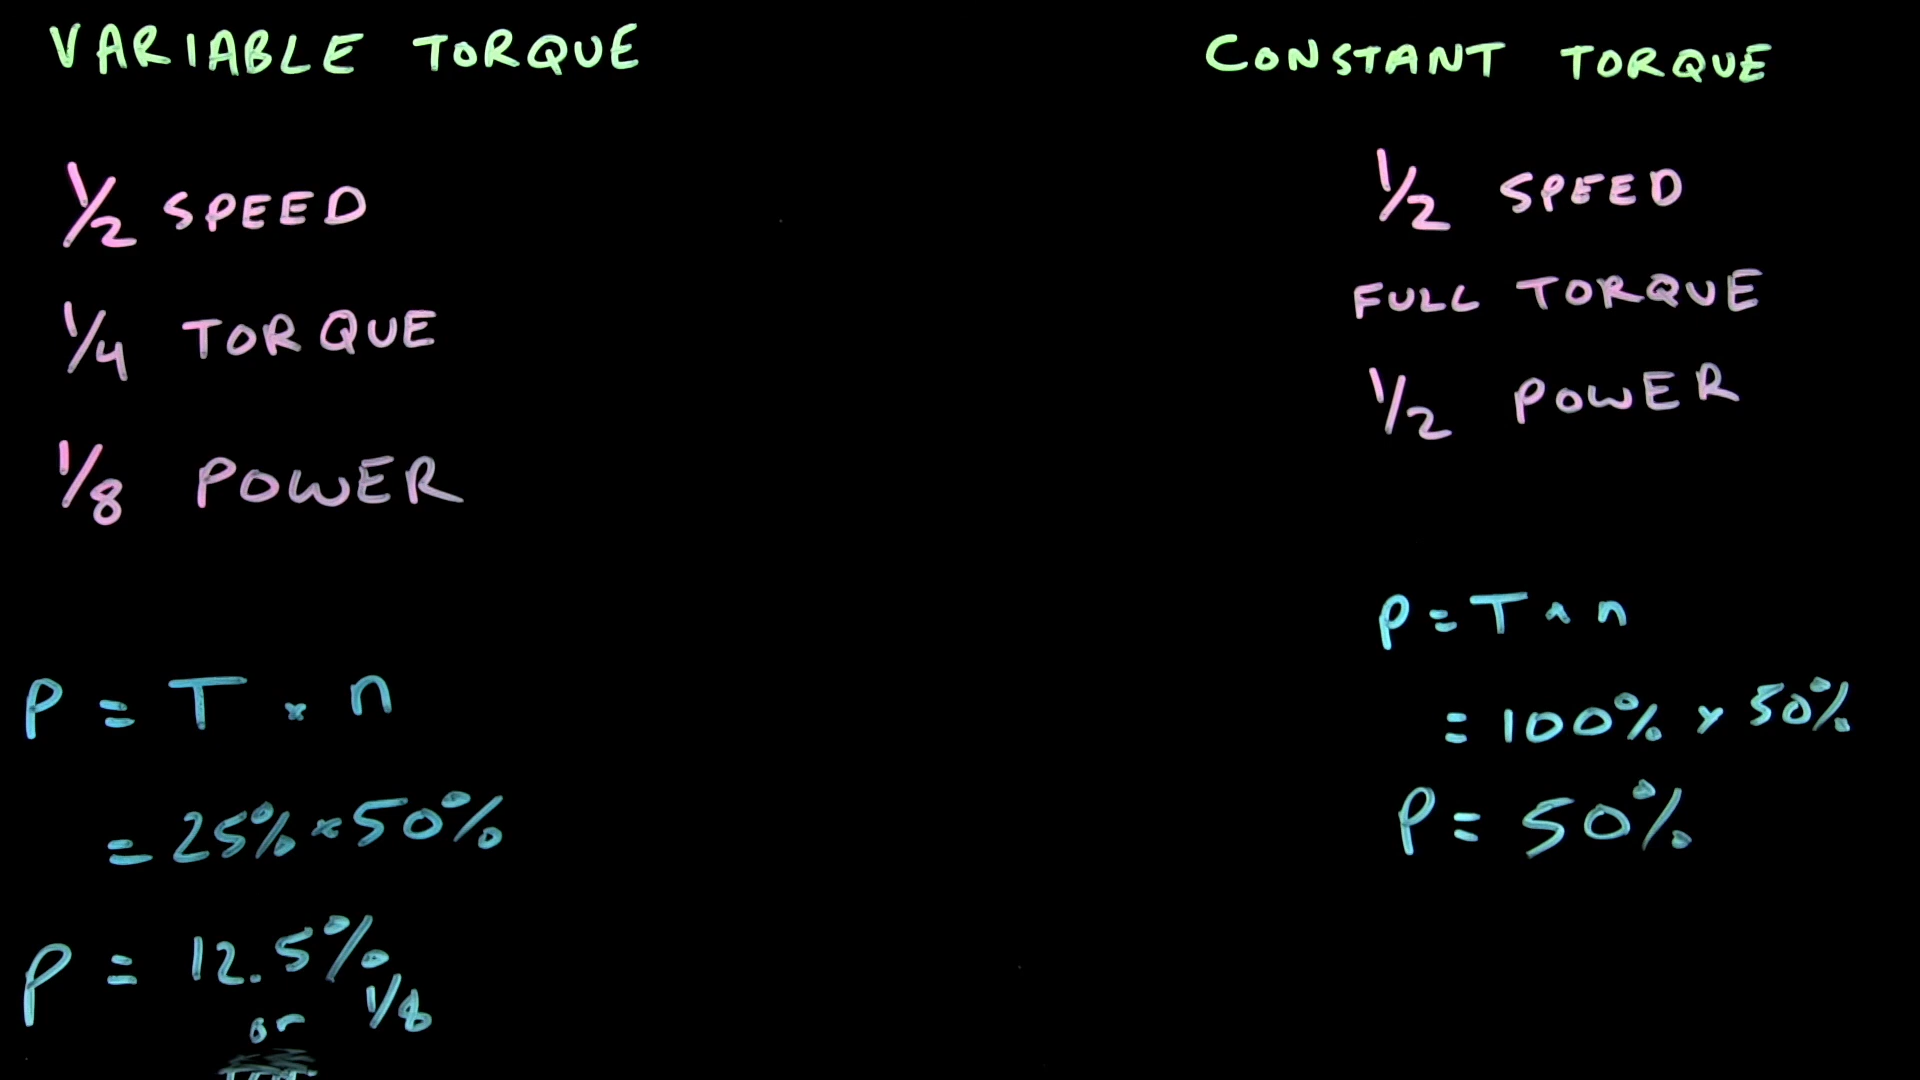 VARIABLE TORQUE
1/2 SPEED
1/4 TORQUE
1/8 POWER
P = T × n
= 25% × 50%
P = 12.5%
or 1/8
CONSTANT TORQUE
1/2 SPEED
FULL TORQUE
1/2 POWER
P = T × n
= 100% × 50%
P = 50%